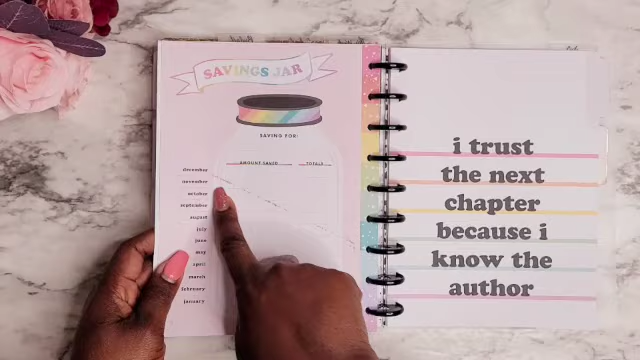 SAVINGS JAR
SAVING FOR:
AMOUNT SAVED TOTALS
december
november
october
september
august
july
june
may
april
march
february
january
i trust
the next
chapter
because i
know the
author